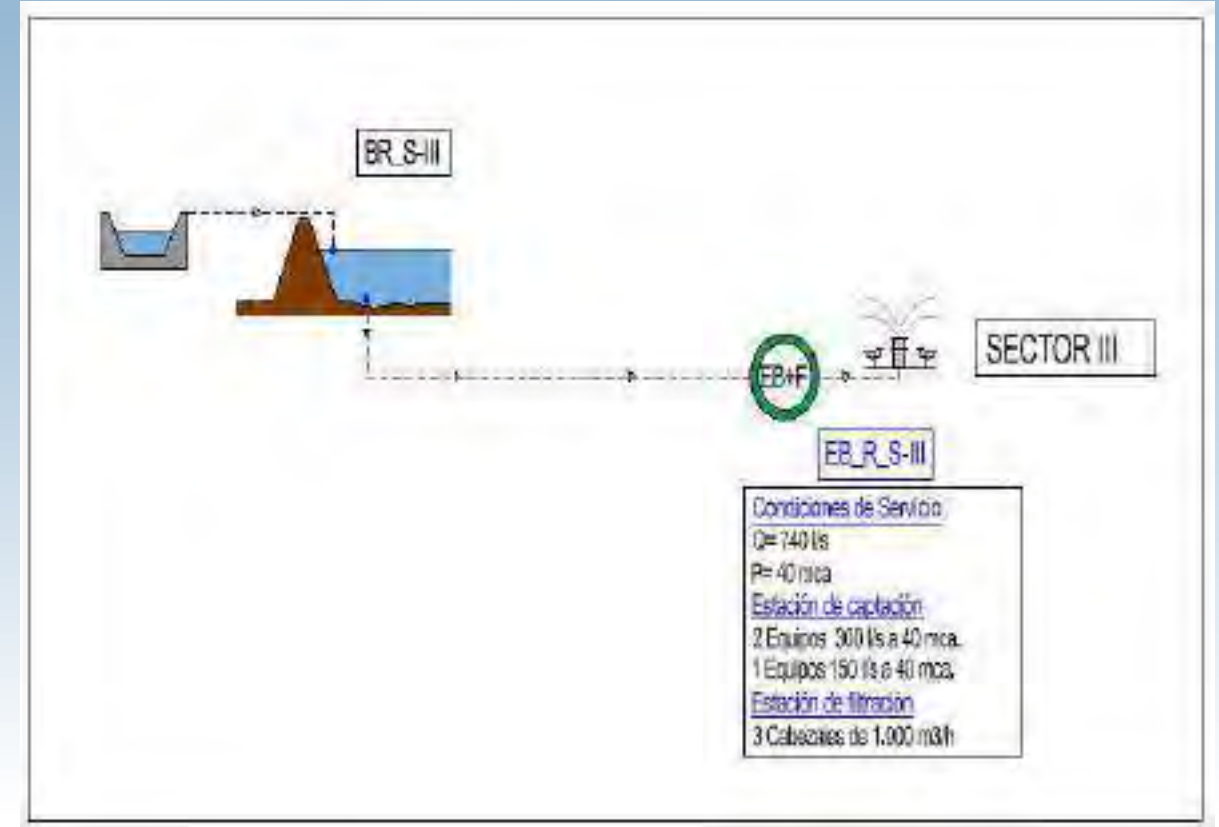 BR_S-III
EB+F
SECTOR III
EB_R_S-III
Condiciones de Servicio
Q= 740 l/s
P= 40 mca
Estación de captación
2 Equipos 300 l/s a 40 mca.
1 Equipos 150 l/s a 40 mca.
Estación de filtración
3 Cabezales de 1.000 m3/h